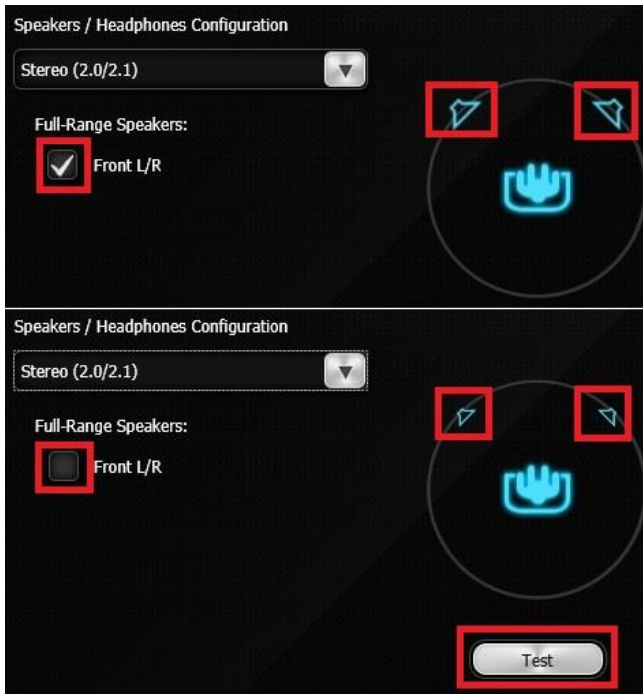 Speakers / Headphones Configuration
Stereo (2.0/2.1)
Full-Range Speakers:
Front L/R
Speakers / Headphones Configuration
Stereo (2.0/2.1)
Full-Range Speakers:
Front L/R
Test